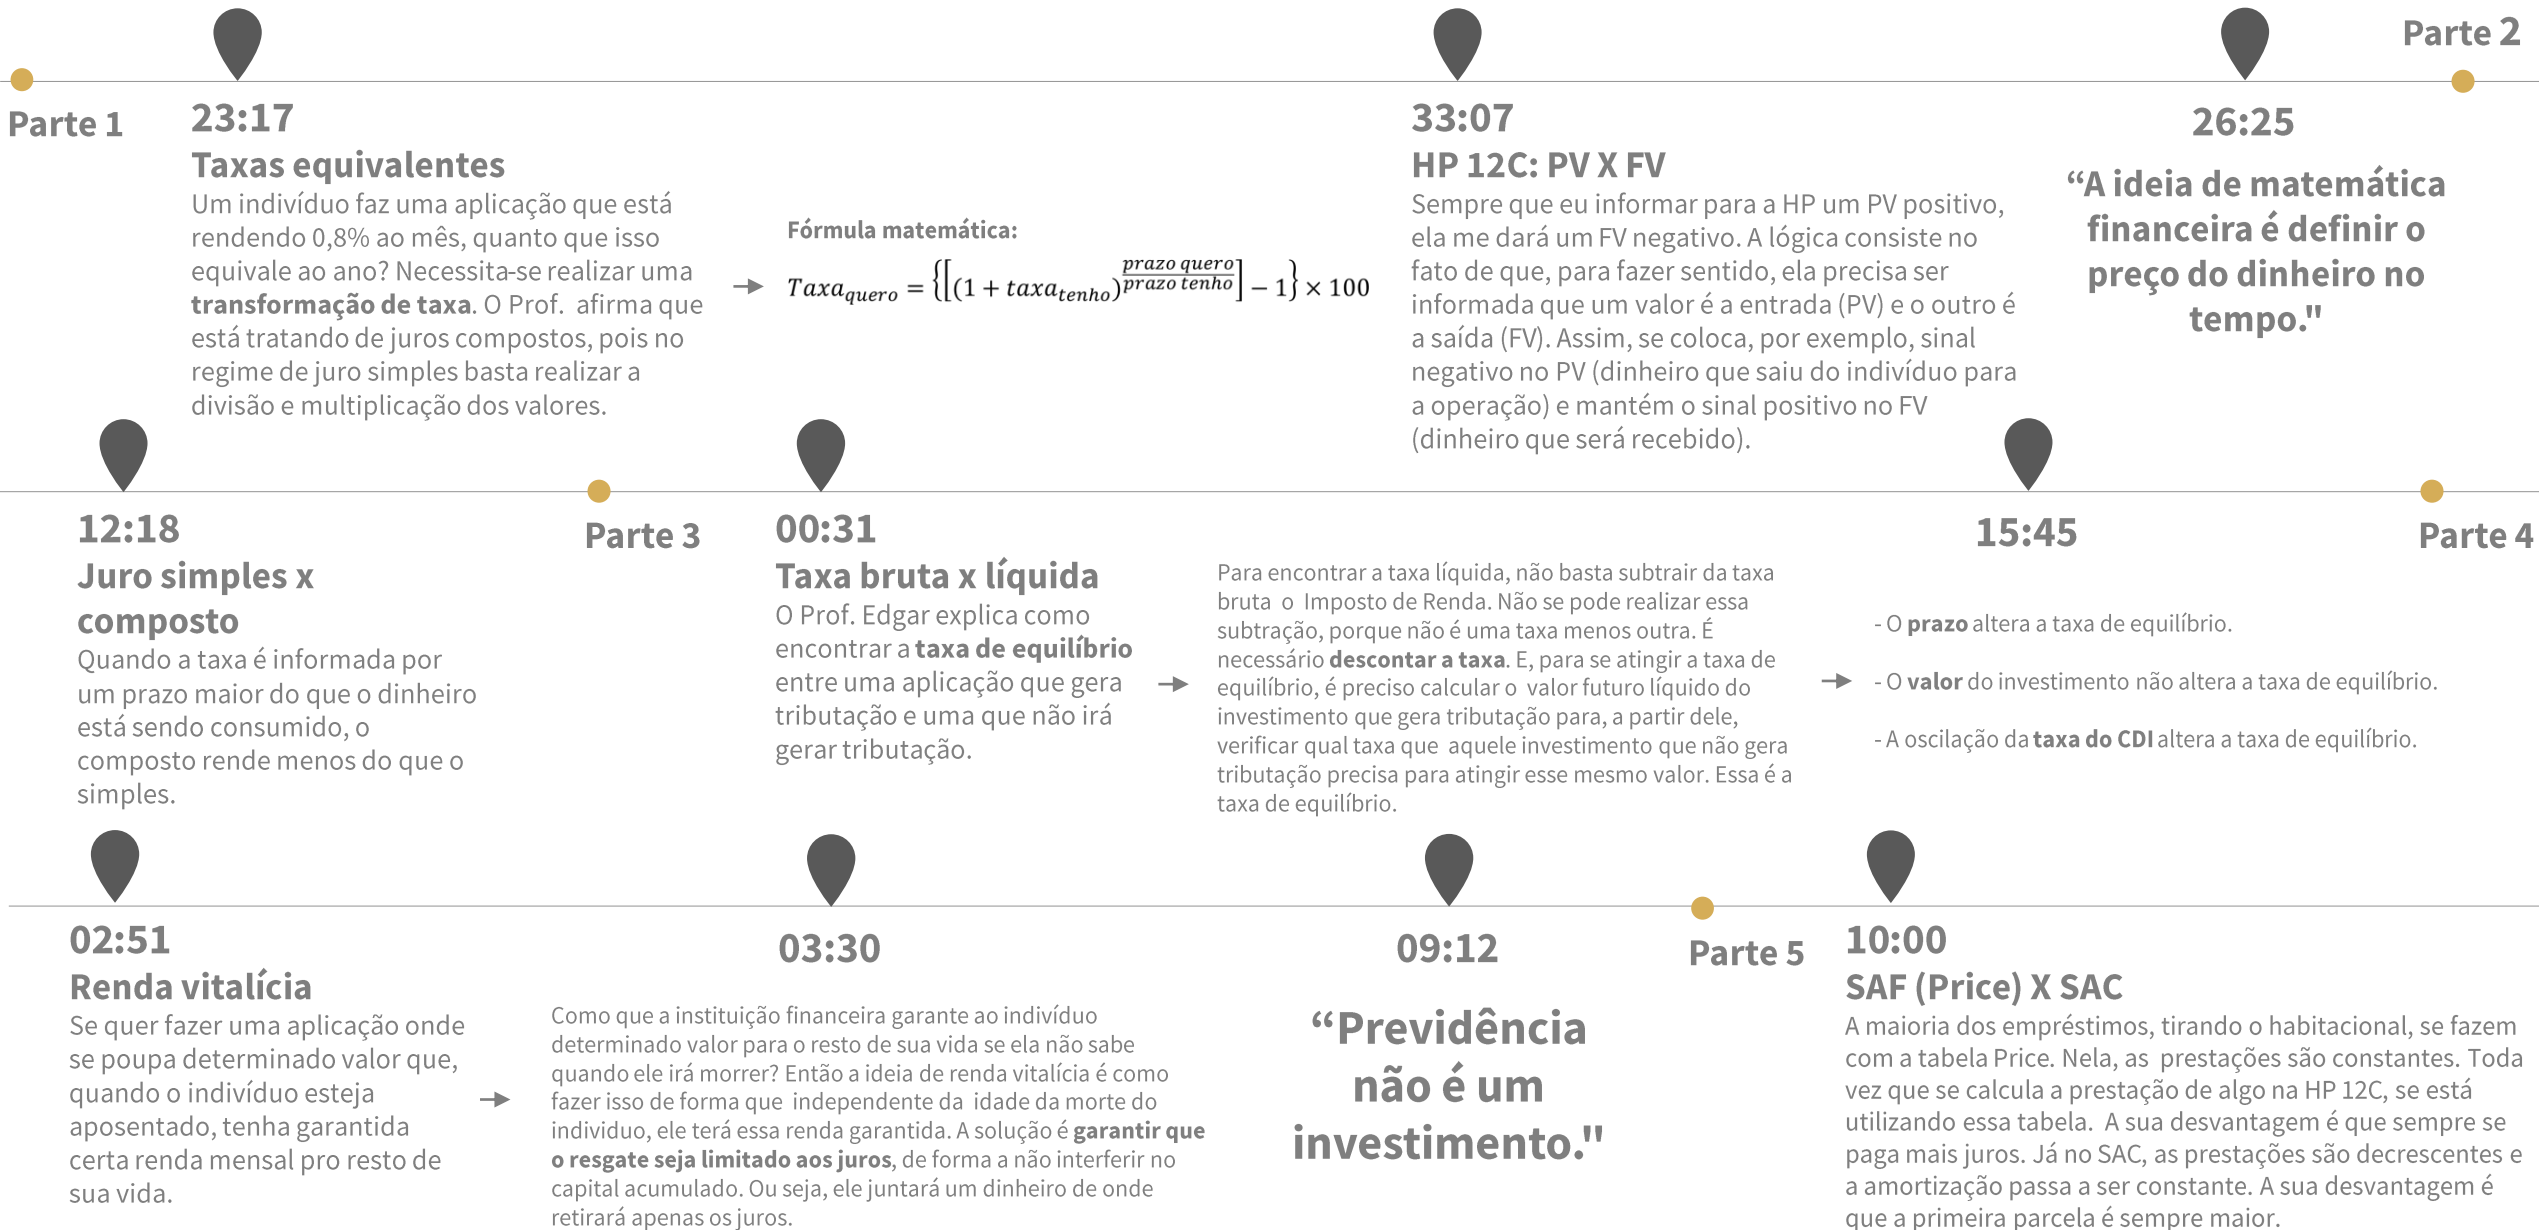 Parte 1
23:17
Taxas equivalentes
Um indivíduo faz uma aplicação que está
rendendo 0,8% ao mês, quanto que isso
equivale ao ano? Necessita-se realizar uma
transformação de taxa. O Prof.  afirma que
está tratando de juros compostos, pois no
regime de juro simples basta realizar a
divisão e multiplicação dos valores.
Fórmula matemática:
Taxa_quero = {[(1 + taxa_tenho)^(prazo quero/prazo tenho)] − 1} × 100
33:07
HP 12C: PV X FV
Sempre que eu informar para a HP um PV positivo,
ela me dará um FV negativo. A lógica consiste no
fato de que, para fazer sentido, ela precisa ser
informada que um valor é a entrada (PV) e o outro é
a saída (FV). Assim, se coloca, por exemplo, sinal
negativo no PV (dinheiro que saiu do indivíduo para
a operação) e mantém o sinal positivo no FV
(dinheiro que será recebido).
26:25
“A ideia de matemática
financeira é definir o
preço do dinheiro no
tempo."
Parte 2
12:18
Juro simples x
composto
Quando a taxa é informada por
um prazo maior do que o dinheiro
está sendo consumido, o
composto rende menos do que o
simples.
Parte 3
00:31
Taxa bruta x líquida
O Prof. Edgar explica como
encontrar a taxa de equilíbrio
entre uma aplicação que gera
tributação e uma que não irá
gerar tributação.
Para encontrar a taxa líquida, não basta subtrair da taxa
bruta  o  Imposto de Renda. Não se pode realizar essa
subtração, porque não é uma taxa menos outra. É
necessário descontar a taxa. E, para se atingir a taxa de
equilíbrio, é preciso calcular o  valor futuro líquido do
investimento que gera tributação para, a partir dele,
verificar qual taxa que  aquele investimento que não gera
tributação precisa para atingir esse mesmo valor. Essa é a
taxa de equilíbrio.
15:45
- O prazo altera a taxa de equilíbrio.
- O valor do investimento não altera a taxa de equilíbrio.
- A oscilação da taxa do CDI altera a taxa de equilíbrio.
Parte 4
02:51
Renda vitalícia
Se quer fazer uma aplicação onde
se poupa determinado valor que,
quando o indivíduo esteja
aposentado, tenha garantida
certa renda mensal pro resto de
sua vida.
03:30
Como que a instituição financeira garante ao indivíduo
determinado valor para o resto de sua vida se ela não sabe
quando ele irá morrer? Então a ideia de renda vitalícia é como
fazer isso de forma que  independente da  idade da morte do
individuo, ele terá essa renda garantida. A solução é garantir que
o resgate seja limitado aos juros, de forma a não interferir no
capital acumulado. Ou seja, ele juntará um dinheiro de onde
retirará apenas os juros.
09:12
“Previdência
não é um
investimento."
Parte 5
10:00
SAF (Price) X SAC
A maioria dos empréstimos, tirando o habitacional, se fazem
com a tabela Price. Nela, as  prestações são constantes. Toda
vez que se calcula a prestação de algo na HP 12C, se está
utilizando essa tabela.  A sua desvantagem é que sempre se
paga mais juros. Já no SAC, as prestações são decrescentes e
a amortização passa a ser constante. A sua desvantagem é
que a primeira parcela é sempre maior.